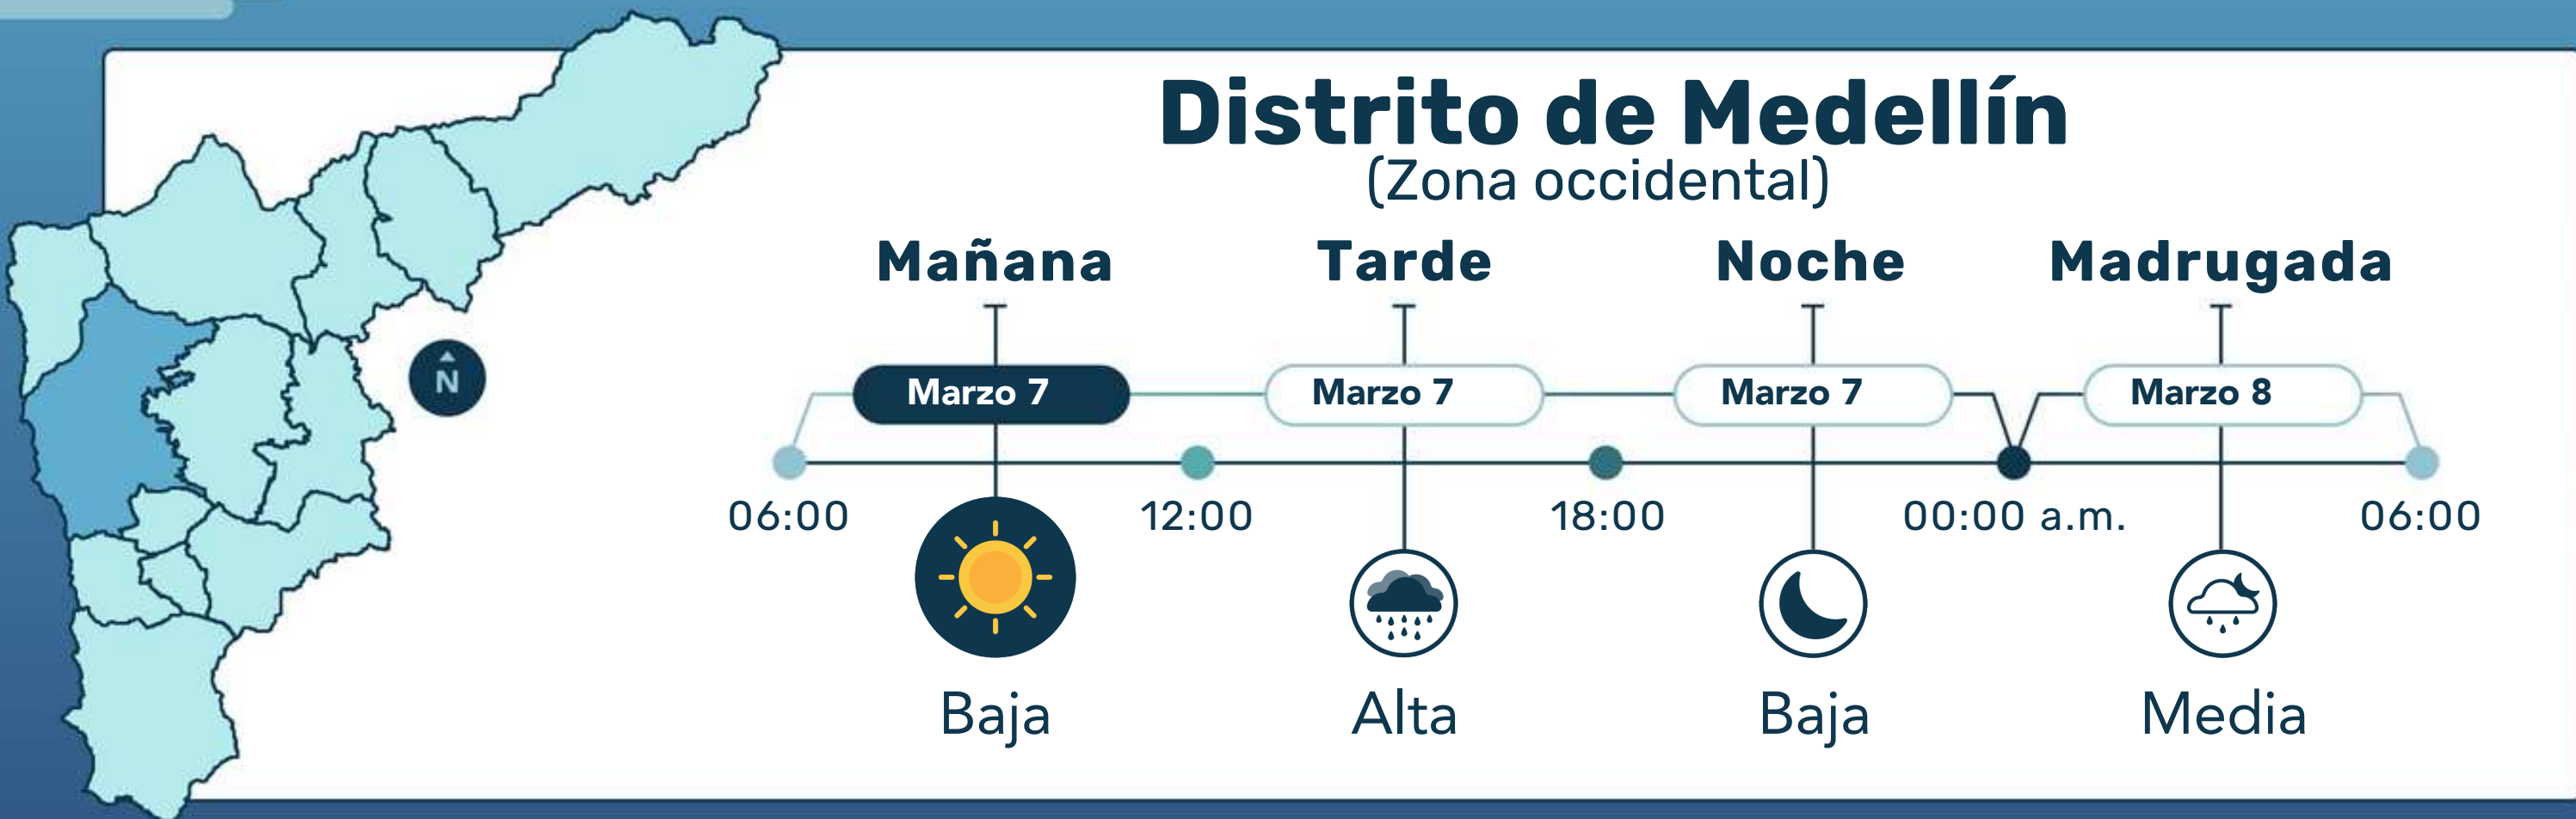 Distrito de Medellín
(Zona occidental)
Mañana Tarde Noche Madrugada
Marzo 7 Marzo 7 Marzo 7 Marzo 8
N
06:00 12:00 18:00 00:00 a.m. 06:00
Baja Alta Baja Media